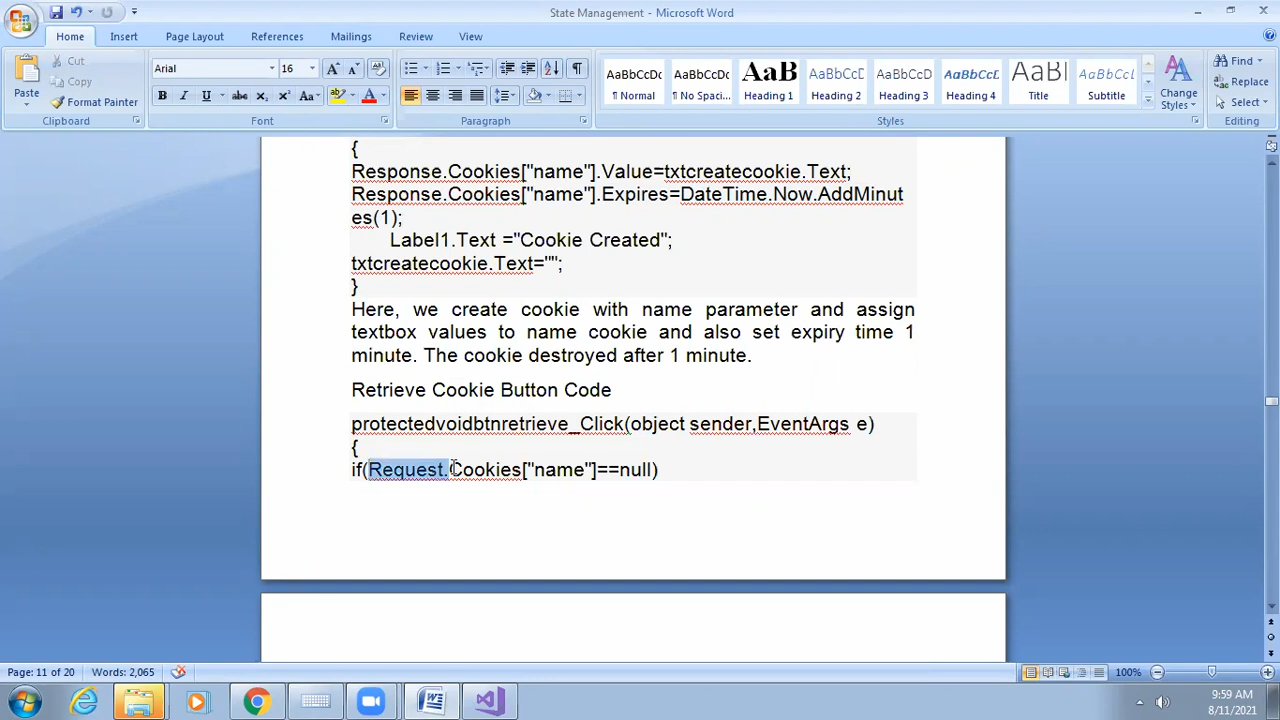 State Management - Microsoft Word
Home Insert Page Layout References Mailings Review View
Paste
Cut
Copy
Format Painter
Clipboard
Arial 16
Font
Paragraph
AaBbCcDc AaBbCcDc AaB AaBbCcD AaBbCcD AaBbCcL AaB AaBbCcD
¶ Normal ¶ No Spaci... Heading 1 Heading 2 Heading 3 Heading 4 Title Subtitle
Change Styles
Styles
Find
Replace
Select
Editing
{
Response.Cookies["name"].Value=txtcreatecookie.Text;
Response.Cookies["name"].Expires=DateTime.Now.AddMinut
es(1);
Label1.Text ="Cookie Created";
txtcreatecookie.Text="";
}
Here, we create cookie with name parameter and assign
textbox values to name cookie and also set expiry time 1
minute. The cookie destroyed after 1 minute.
Retrieve Cookie Button Code
protectedvoidbtnretrieve_Click(object sender,EventArgs e)
{
if(Request.Cookies["name"]==null)
Page: 11 of 20 Words: 2,065 100%
9:59 AM
8/11/2021